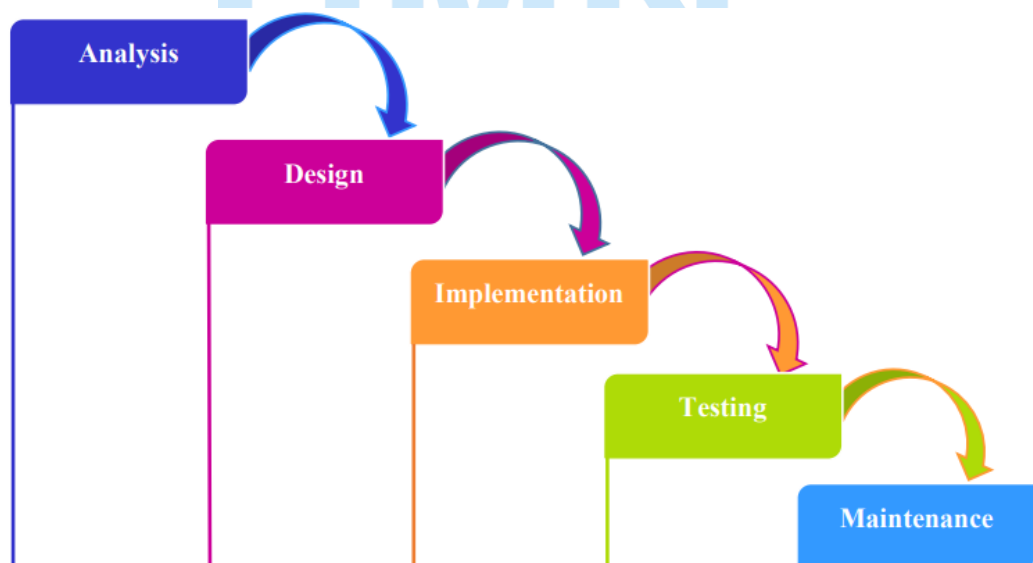 Analysis
Design
Implementation
Testing
Maintenance